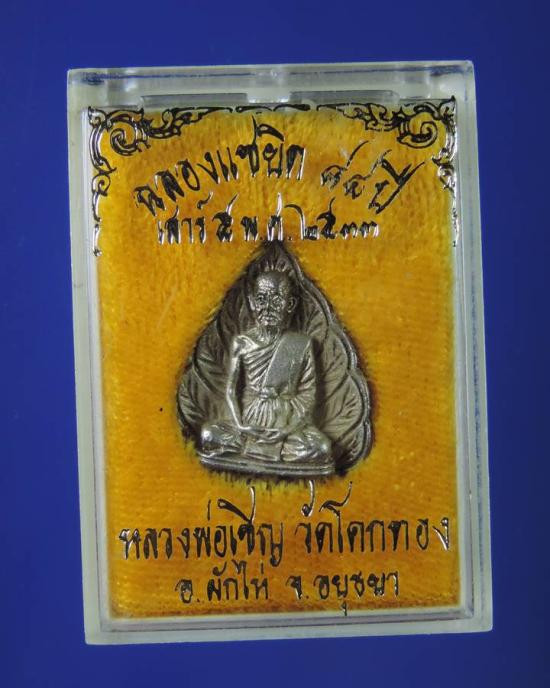 ฉลองแซยิด ๘๔ ปี
เสาร์ ๕ พ.ศ. ๒๕๓๓
หลวงพ่อเชิญ วัดโคกทอง
อ.ผักไห่ จ.อยุธยา